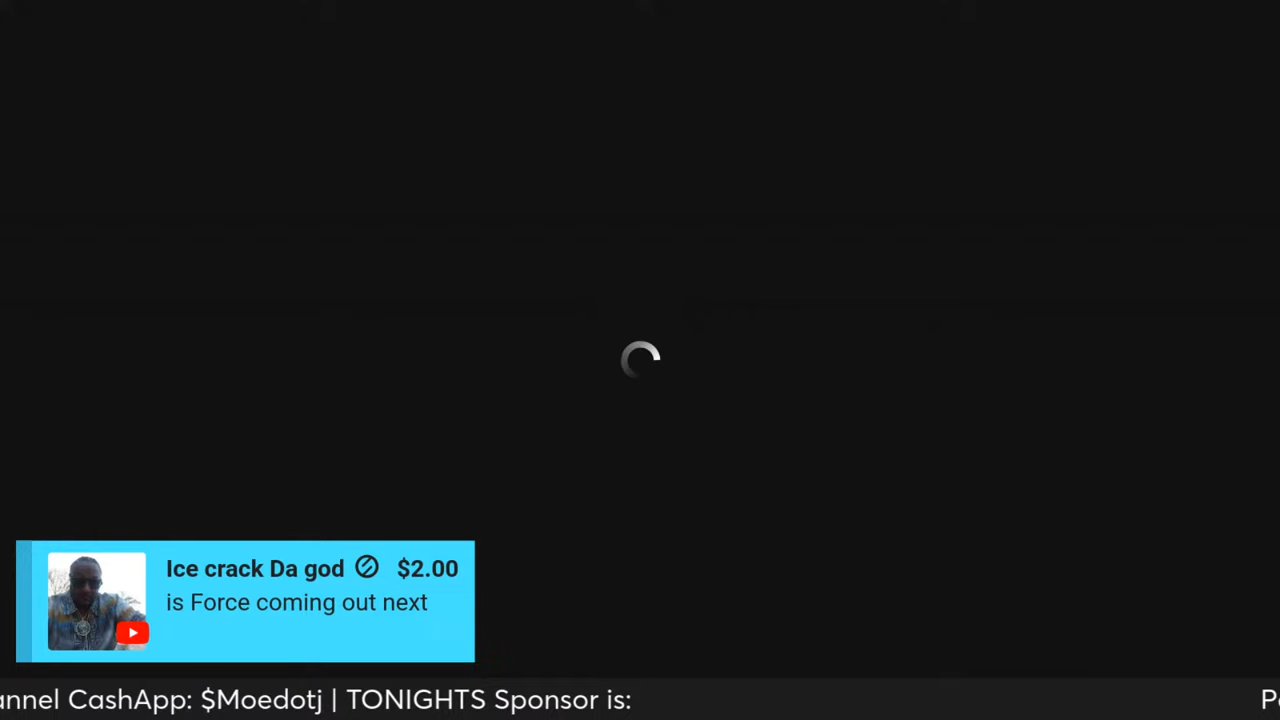 Ice crack Da god $2.00
is Force coming out next
annel CashApp: $Moedotj | TONIGHTS Sponsor is: